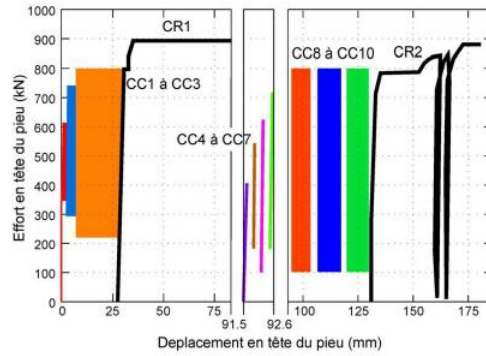 1000
900
800
700
600
500
400
300
200
100
0
Effort en tête du pieu (kN)
CR1
CC1 à CC3
CC4 à CC7
CC8 à CC10
CR2
0 25 50 75 91.5 92.6 100 125 150 175
Deplacement en tête du pieu (mm)